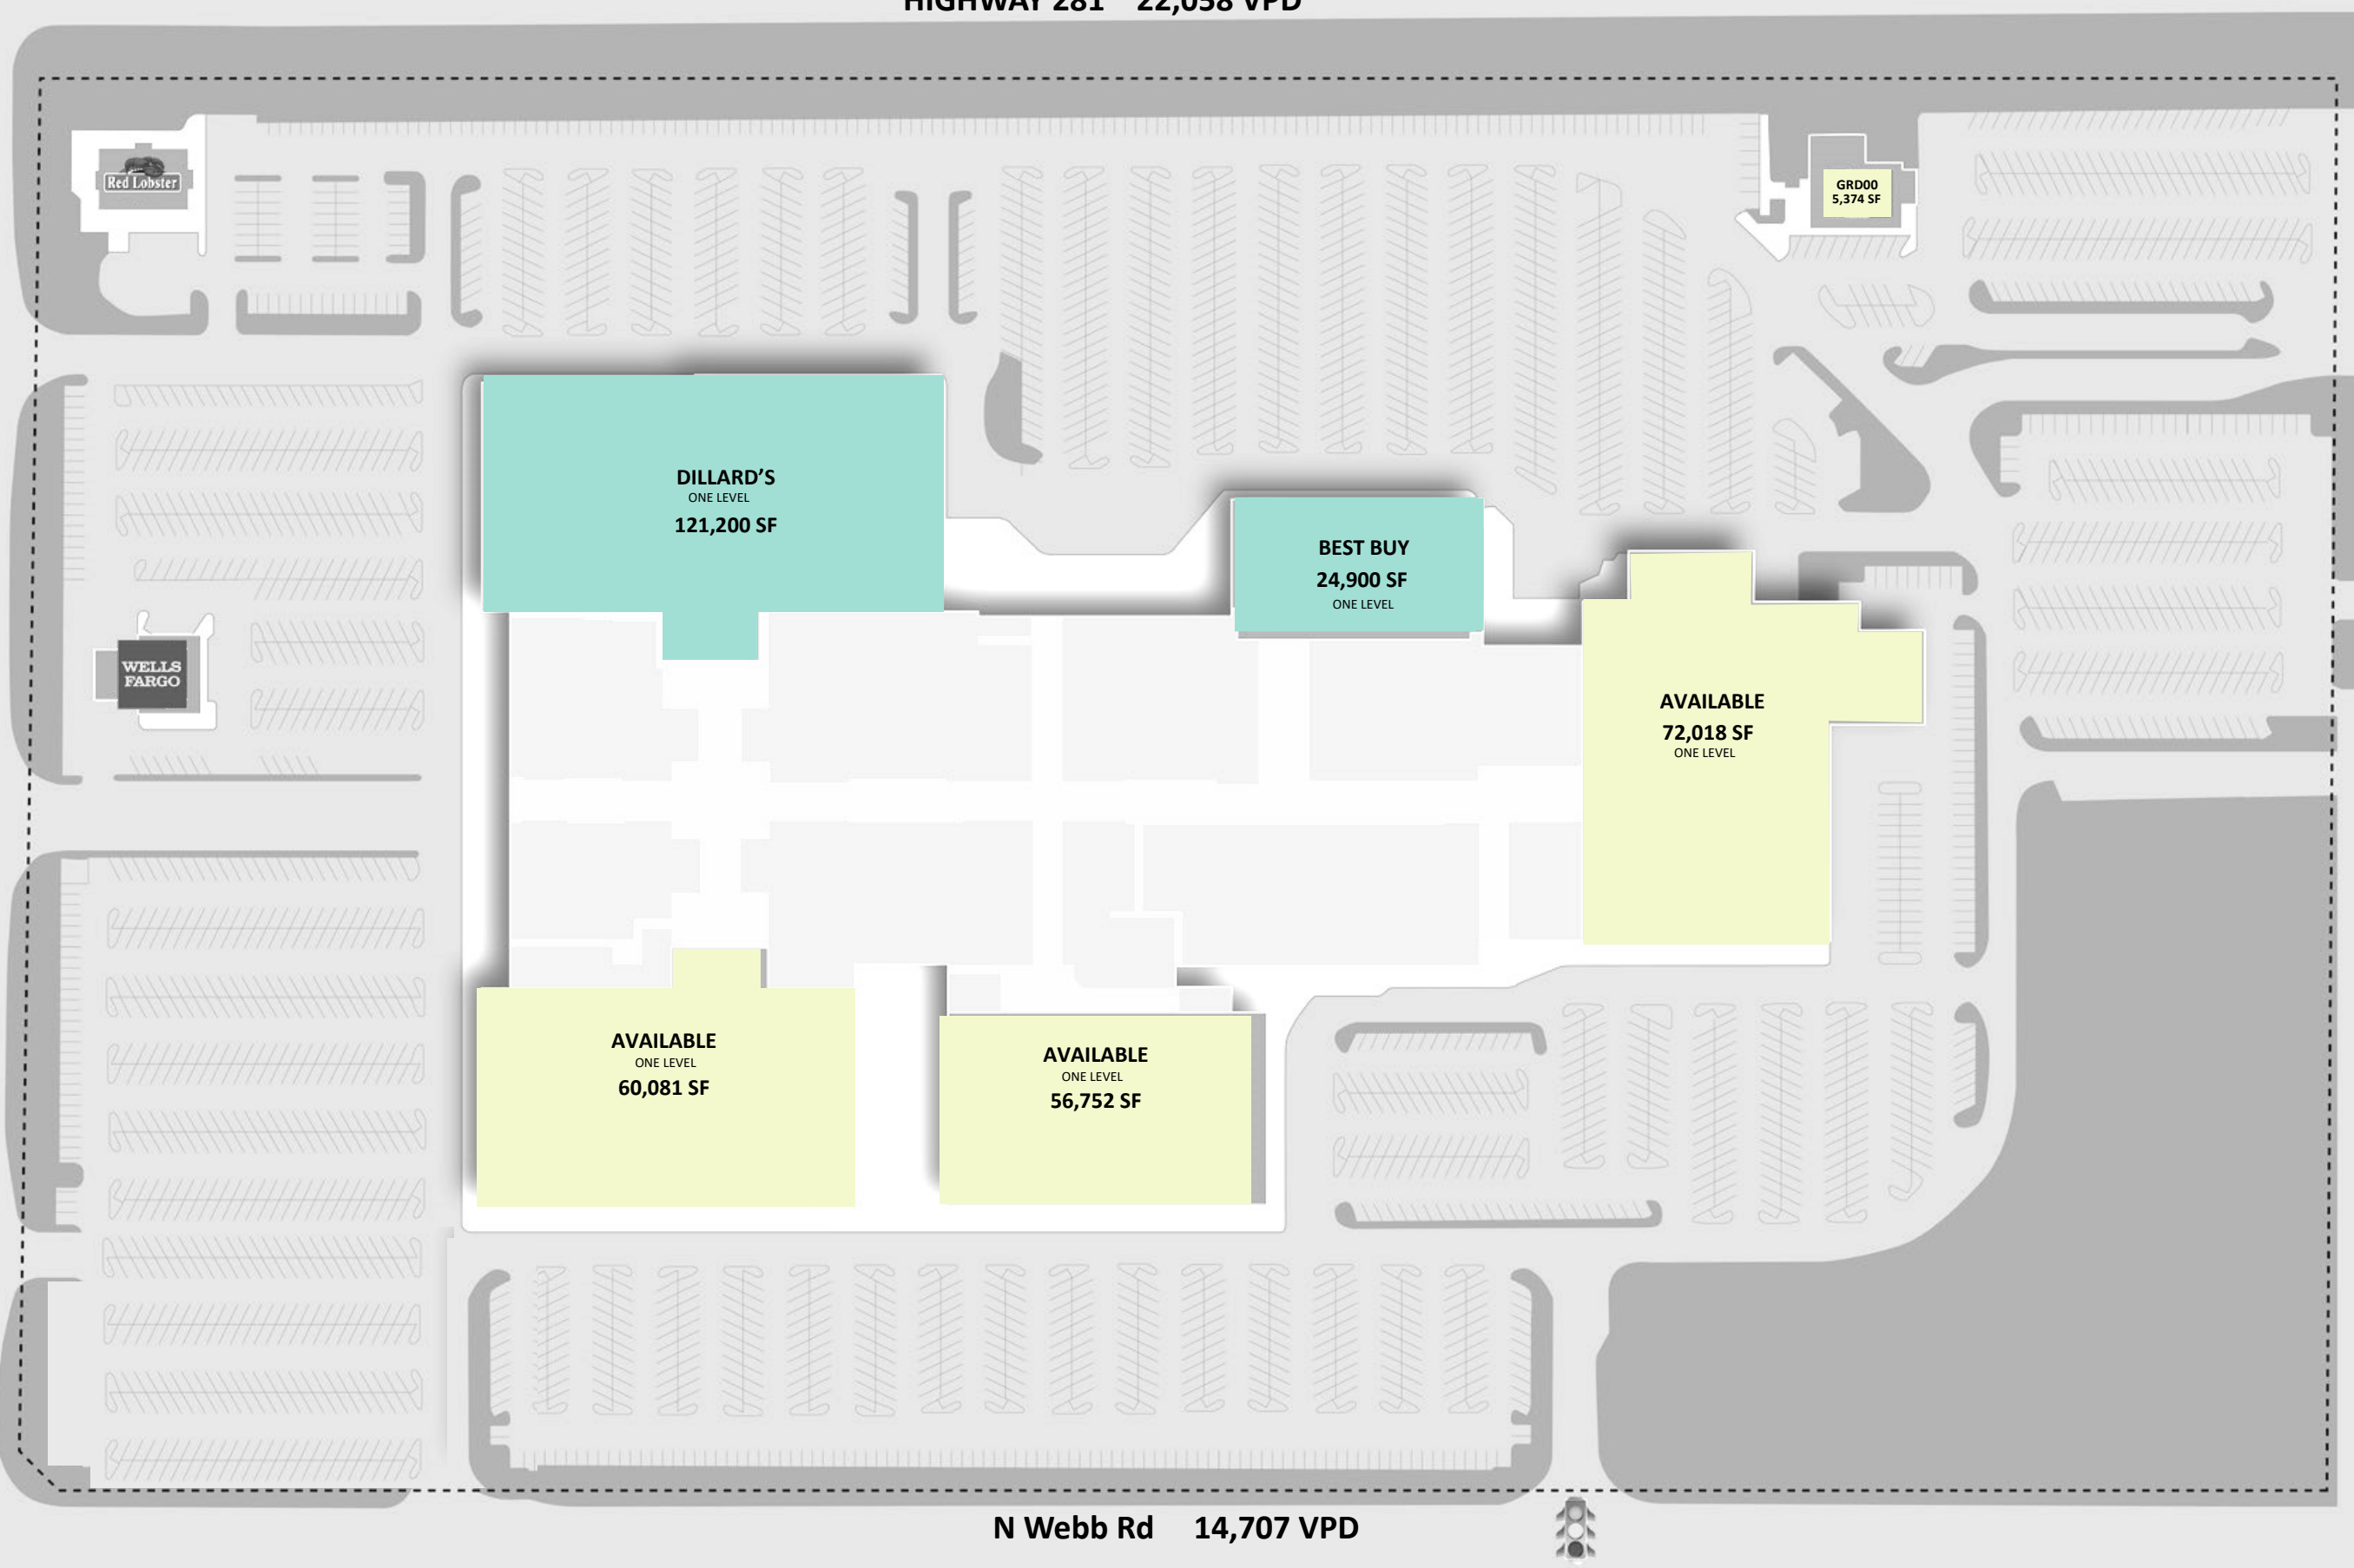 HIGHWAY 281 22,058 VPD
Red Lobster
GRD00
5,374 SF
DILLARD'S
ONE LEVEL
121,200 SF
BEST BUY
24,900 SF
ONE LEVEL
WELLS
FARGO
AVAILABLE
72,018 SF
ONE LEVEL
AVAILABLE
ONE LEVEL
60,081 SF
AVAILABLE
ONE LEVEL
56,752 SF
N Webb Rd 14,707 VPD